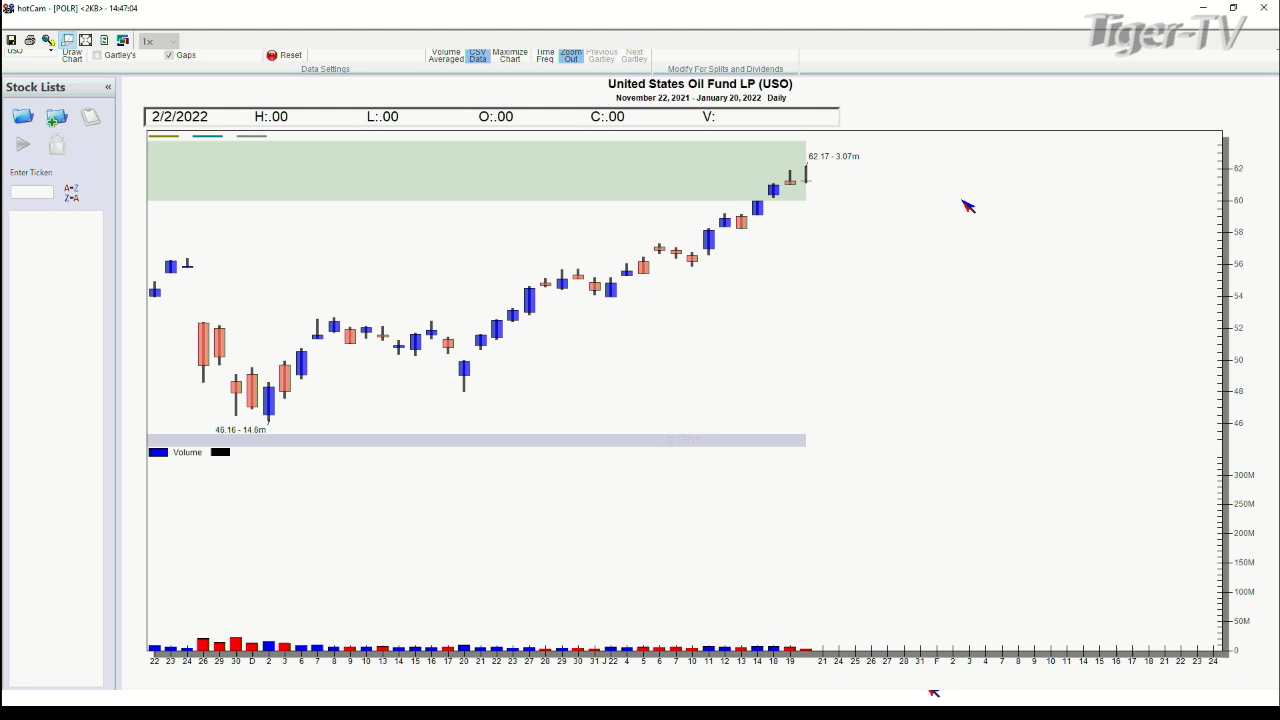 hotCam - [POLR] <2KB> - 14:47:04
Tiger-TV
1x
USO
Draw Chart
Gartley's
Gaps
Reset
Volume Averaged
CSV Data
Maximize Chart
Time Freq
Zoom Out
Previous Gartley
Next Gartley
Data Settings
Modify For Splits and Dividends
Stock Lists «
United States Oil Fund LP (USO)
November 22, 2021 - January 20, 2022 Daily
2/2/2022 H:.00 L:.00 O:.00 C:.00 V:
Enter Ticker:
A=Z
Z=A
62.17 - 3.07m
62
60
58
56
54
52
50
48
46
46.16 - 14.6m
Volume
300M
250M
200M
150M
100M
50M
0
22 23 24 26 29 30 D 2 3 6 7 8 9 10 13 14 15 16 17 20 21 22 23 27 28 29 30 31 J 22 4 5 6 7 10 11 12 13 14 18 19 21 24 25 26 27 28 31 F 2 3 4 7 8 9 10 11 14 15 16 17 18 21 22 23 24